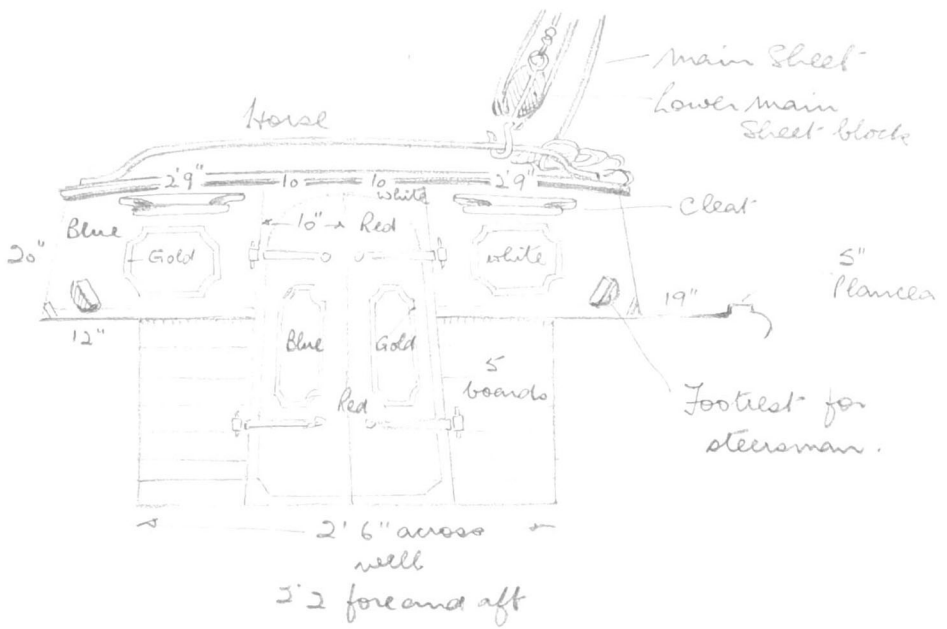 Main Sheet
Lower main
Sheet block
Horse
2'9" 10 10 2'9"
white
Cleat
Blue
10" Red
20"
Gold
white
5"
19"
12"
Blue
Gold
5
boards
Red
Footrest for
steersman.
2' 6" across
well
2 fore and aft